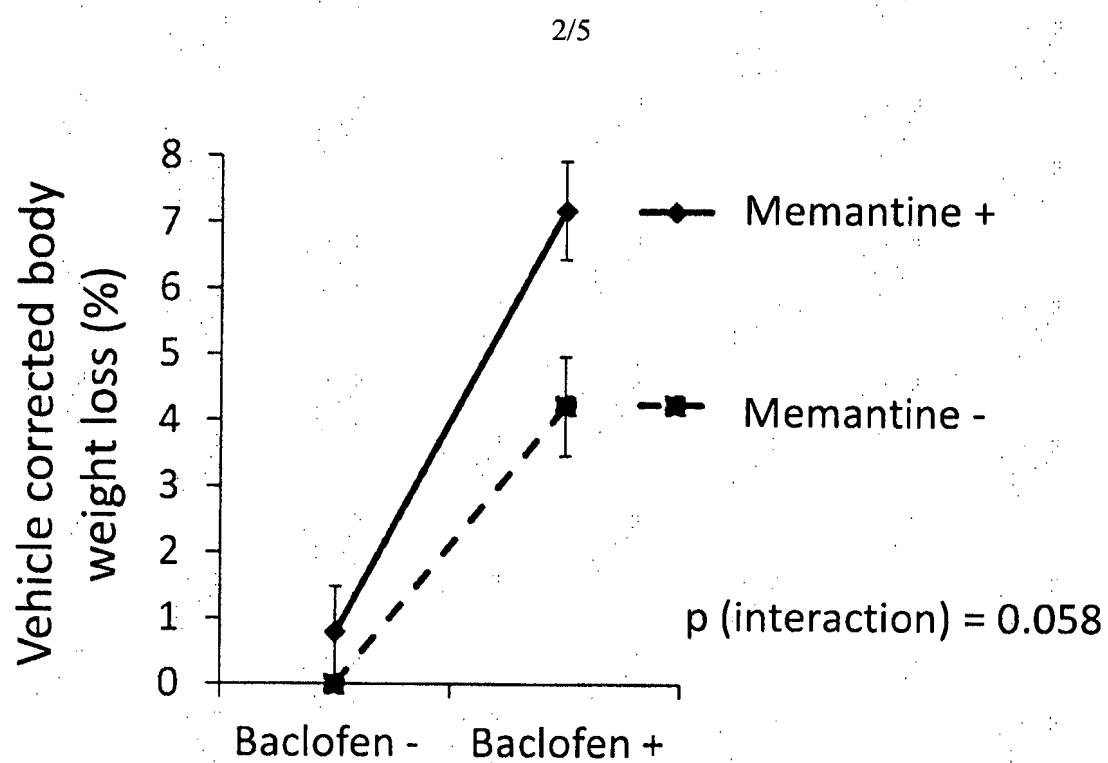 2/5
Vehicle corrected body
weight loss (%)
8
7
6
5
4
3
2
1
0
Baclofen -
Baclofen +
Memantine +
Memantine -
p (interaction) = 0.058